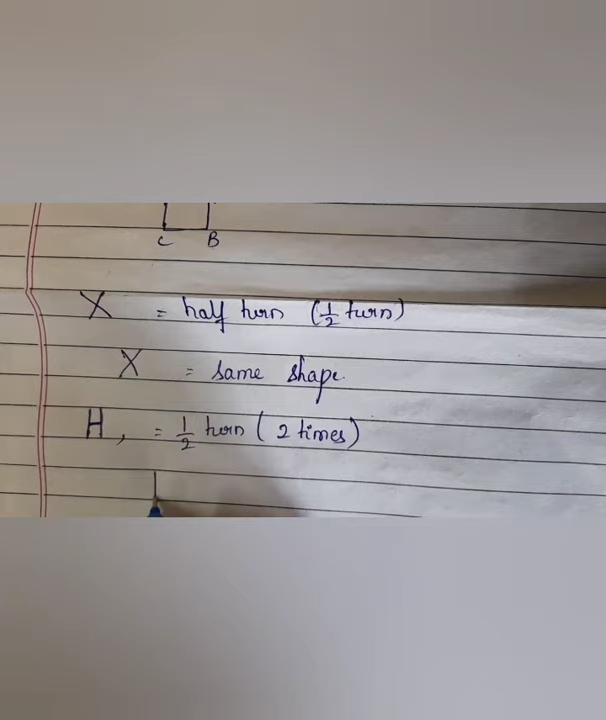 C B
X = half turn (1/2 turn)
X = same shape.
H, = 1/2 turn (2 times)